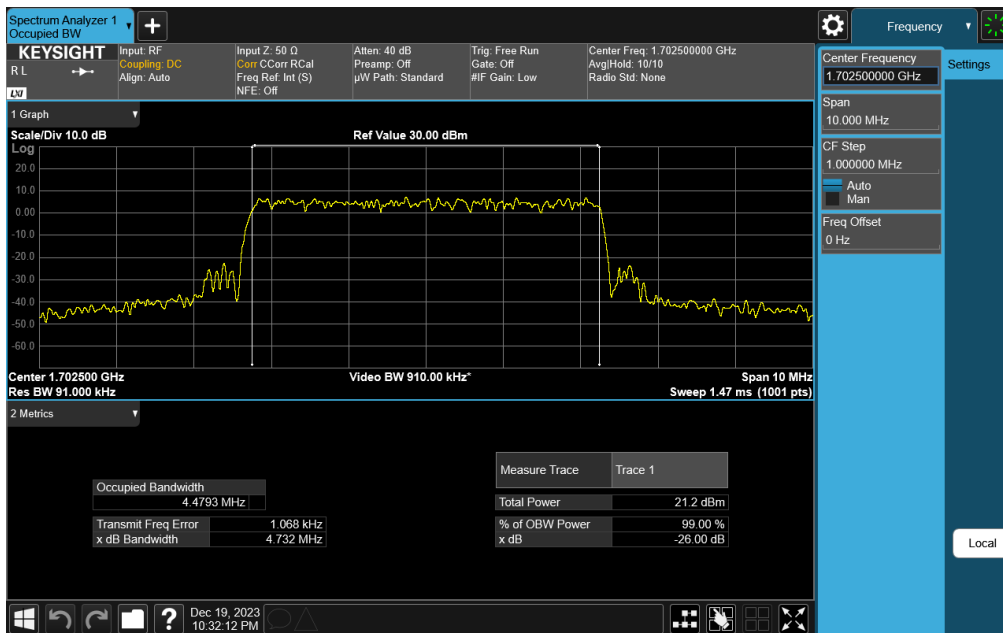 Spectrum Analyzer 1
Occupied BW
Frequency
KEYSIGHT
R L
LXI
Input: RF
Coupling: DC
Align: Auto
Input Z: 50 Ω
Corr CCorr RCal
Freq Ref: Int (S)
NFE: Off
Atten: 40 dB
Preamp: Off
µW Path: Standard
Trig: Free Run
Gate: Off
#IF Gain: Low
Center Freq: 1.702500000 GHz
Avg|Hold: 10/10
Radio Std: None
Center Frequency
1.702500000 GHz
Settings
Span
10.000 MHz
CF Step
1.000000 MHz
Auto
Man
Freq Offset
0 Hz
1 Graph
Scale/Div 10.0 dB
Ref Value 30.00 dBm
Log
20.0
10.0
0.00
-10.0
-20.0
-30.0
-40.0
-50.0
-60.0
Center 1.702500 GHz
Video BW 910.00 kHz*
Span 10 MHz
Res BW 91.000 kHz
Sweep 1.47 ms (1001 pts)
2 Metrics
Measure Trace
Trace 1
Occupied Bandwidth
4.4793 MHz
Total Power
21.2 dBm
Transmit Freq Error
1.068 kHz
% of OBW Power
99.00 %
x dB Bandwidth
4.732 MHz
x dB
-26.00 dB
Local
?
Dec 19, 2023
10:32:12 PM